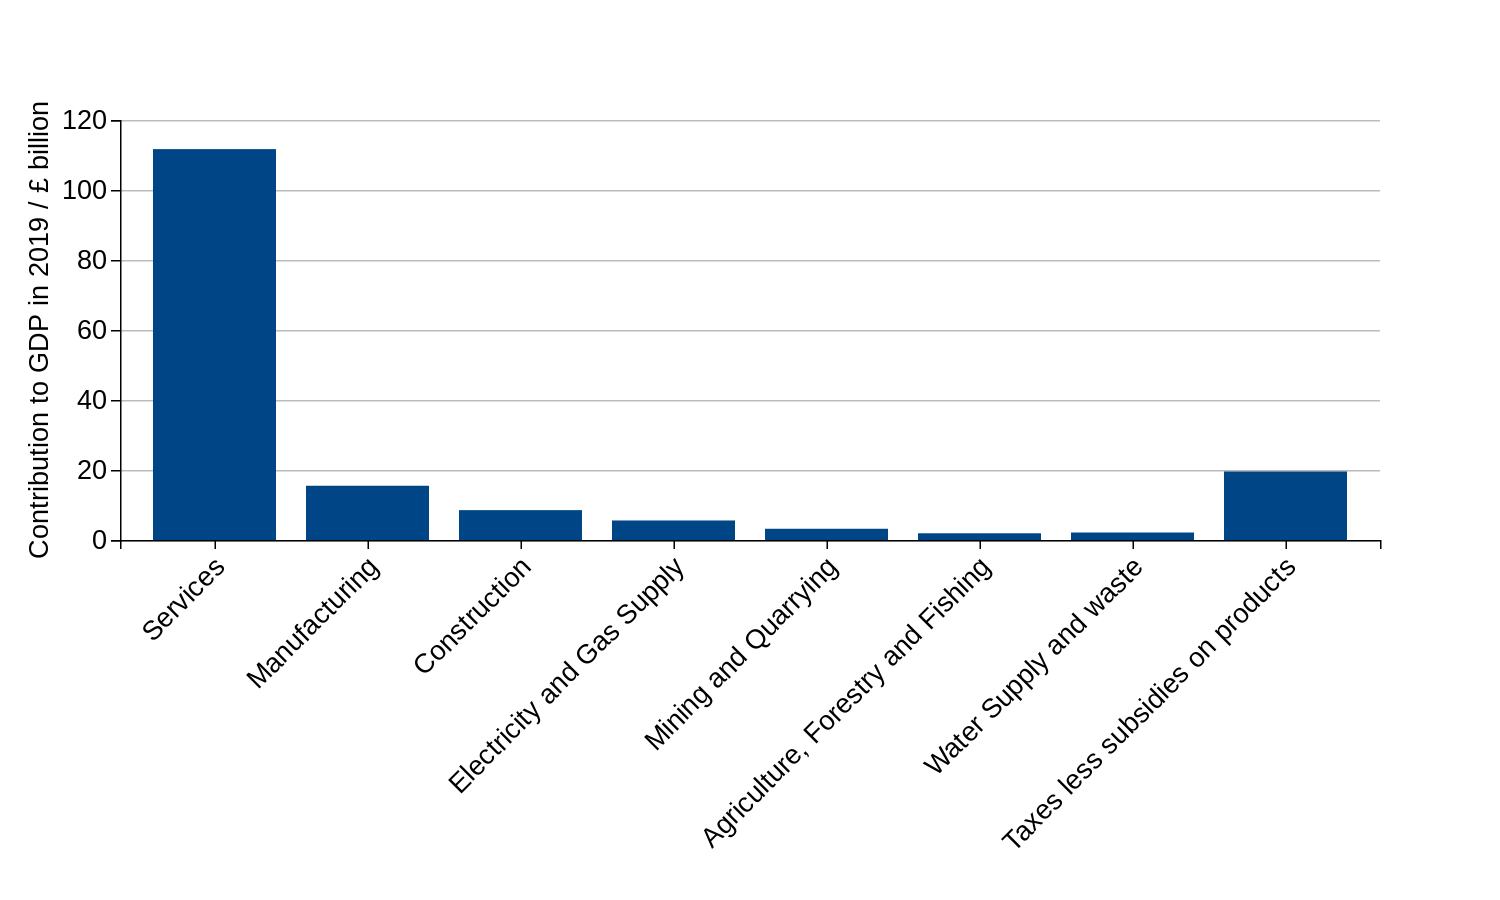 Contribution to GDP in 2019 / £ billion
120
100
80
60
40
20
0
Services
Manufacturing
Construction
Electricity and Gas Supply
Mining and Quarrying
Agriculture, Forestry and Fishing
Water Supply and waste
Taxes less subsidies on products